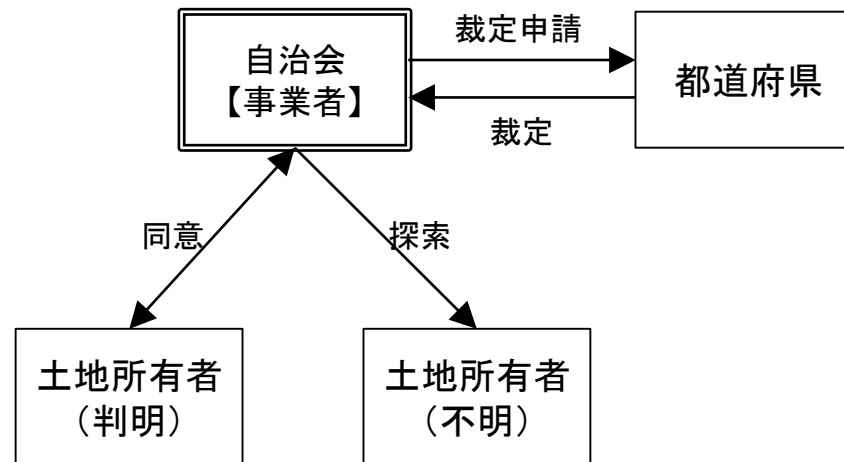 裁定申請
自治会
【事業者】
都道府県
裁定
同意
探索
土地所有者
（判明）
土地所有者
（不明）